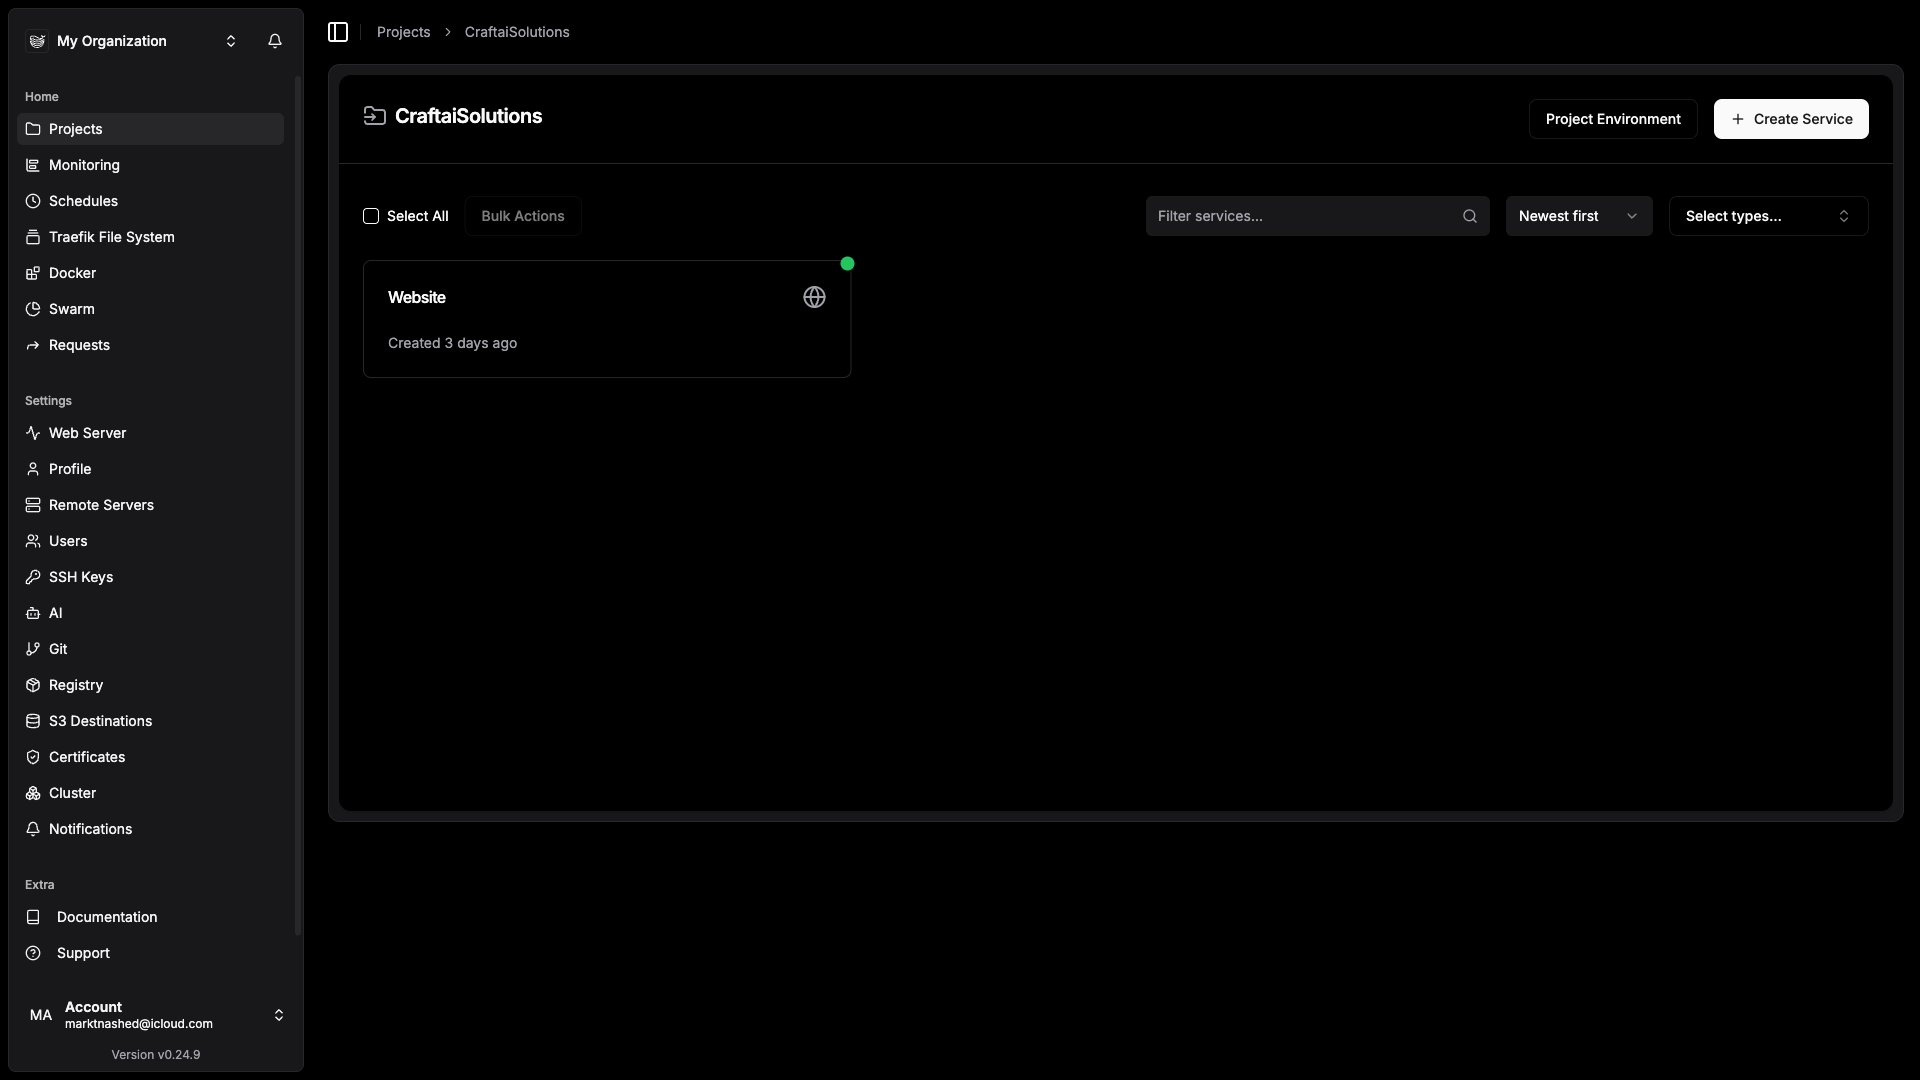 My Organization
Home
Projects
Monitoring
Schedules
Traefik File System
Docker
Swarm
Requests
Settings
Web Server
Profile
Remote Servers
Users
SSH Keys
AI
Git
Registry
S3 Destinations
Certificates
Cluster
Notifications
Extra
Documentation
Support
MA
Account
marktnashed@icloud.com
Version v0.24.9
Projects CraftaiSolutions
CraftaiSolutions
Project Environment
Create Service
Select All
Bulk Actions
Filter services...
Newest first
Select types...
Website
Created 3 days ago